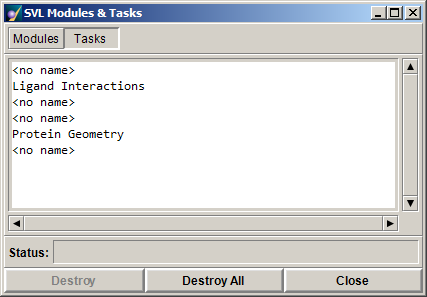 SVL Modules & Tasks
Modules Tasks
<no name>
Ligand Interactions
<no name>
<no name>
Protein Geometry
<no name>
Status:
Destroy Destroy All Close